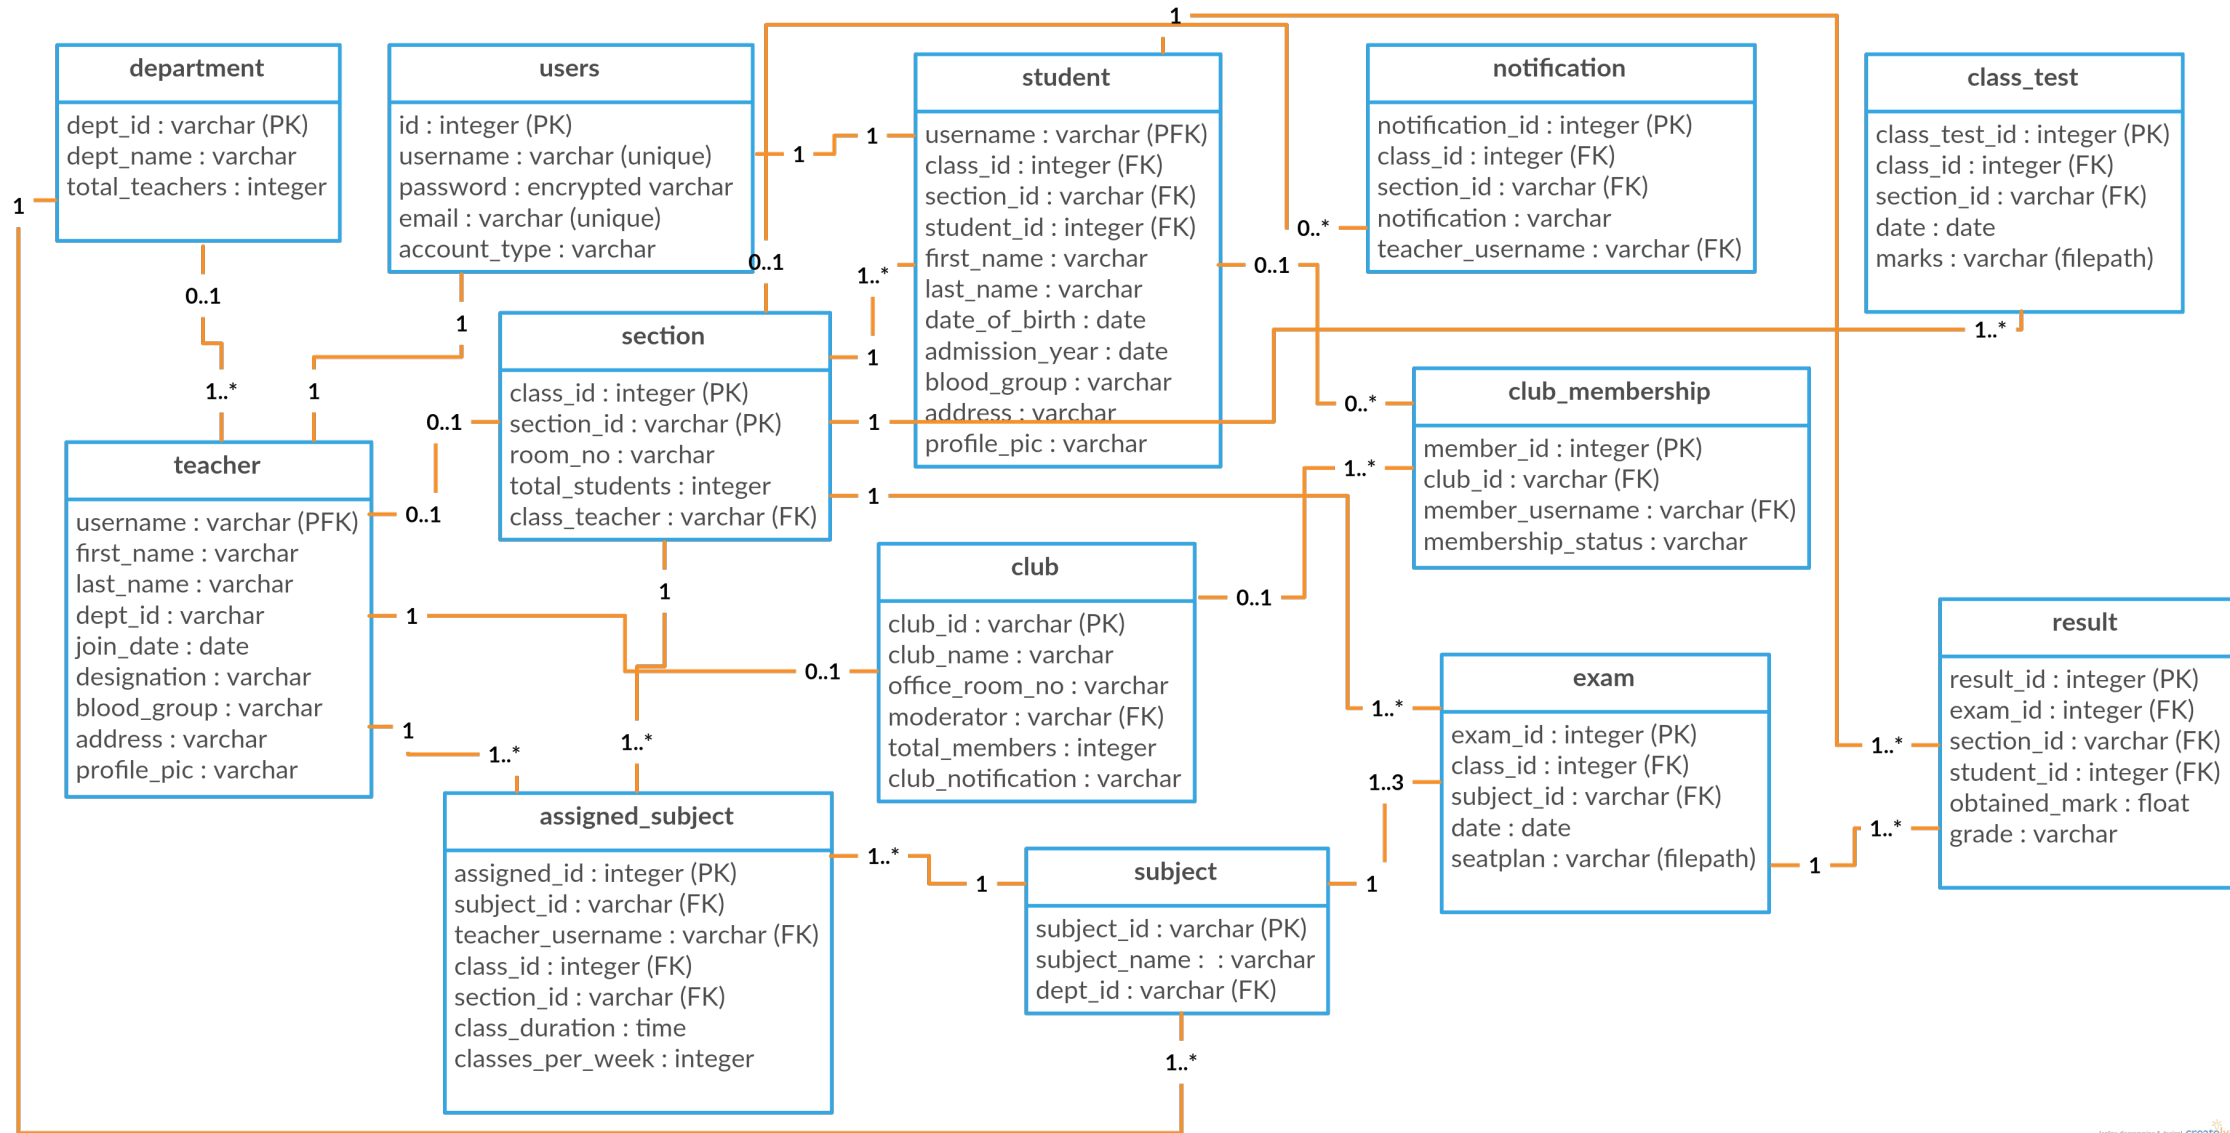 department
dept_id : varchar (PK)
dept_name : varchar
total_teachers : integer
users
id : integer (PK)
username : varchar (unique)
password : encrypted varchar
email : varchar (unique)
account_type : varchar
student
username : varchar (PFK)
class_id : integer (FK)
section_id : varchar (FK)
student_id : integer (FK)
first_name : varchar
last_name : varchar
date_of_birth : date
admission_year : date
blood_group : varchar
address : varchar
profile_pic : varchar
notification
notification_id : integer (PK)
class_id : integer (FK)
section_id : varchar (FK)
notification : varchar
teacher_username : varchar (FK)
class_test
class_test_id : integer (PK)
class_id : integer (FK)
section_id : varchar (FK)
date : date
marks : varchar (filepath)
1
1
1
1
0..1
0..*
0..1
1..*
0..1
1
1
1..*
1
1..*
0..*
1..*
1
0..1
0..1
1
1
section
class_id : integer (PK)
section_id : varchar (PK)
room_no : varchar
total_students : integer
class_teacher : varchar (FK)
club_membership
member_id : integer (PK)
club_id : varchar (FK)
member_username : varchar (FK)
membership_status : varchar
teacher
username : varchar (PFK)
first_name : varchar
last_name : varchar
dept_id : varchar
join_date : date
designation : varchar
blood_group : varchar
address : varchar
profile_pic : varchar
club
club_id : varchar (PK)
club_name : varchar
office_room_no : varchar
moderator : varchar (FK)
total_members : integer
club_notification : varchar
1
0..1
1
0..1
1..*
1
1..*
1..*
1..*
1..3
1..*
1
1..*
1
1
exam
exam_id : integer (PK)
class_id : integer (FK)
subject_id : varchar (FK)
date : date
seatplan : varchar (filepath)
result
result_id : integer (PK)
exam_id : integer (FK)
section_id : varchar (FK)
student_id : integer (FK)
obtained_mark : float
grade : varchar
assigned_subject
assigned_id : integer (PK)
subject_id : varchar (FK)
teacher_username : varchar (FK)
class_id : integer (FK)
section_id : varchar (FK)
class_duration : time
classes_per_week : integer
subject
subject_id : varchar (PK)
subject_name : : varchar
dept_id : varchar (FK)
1..*